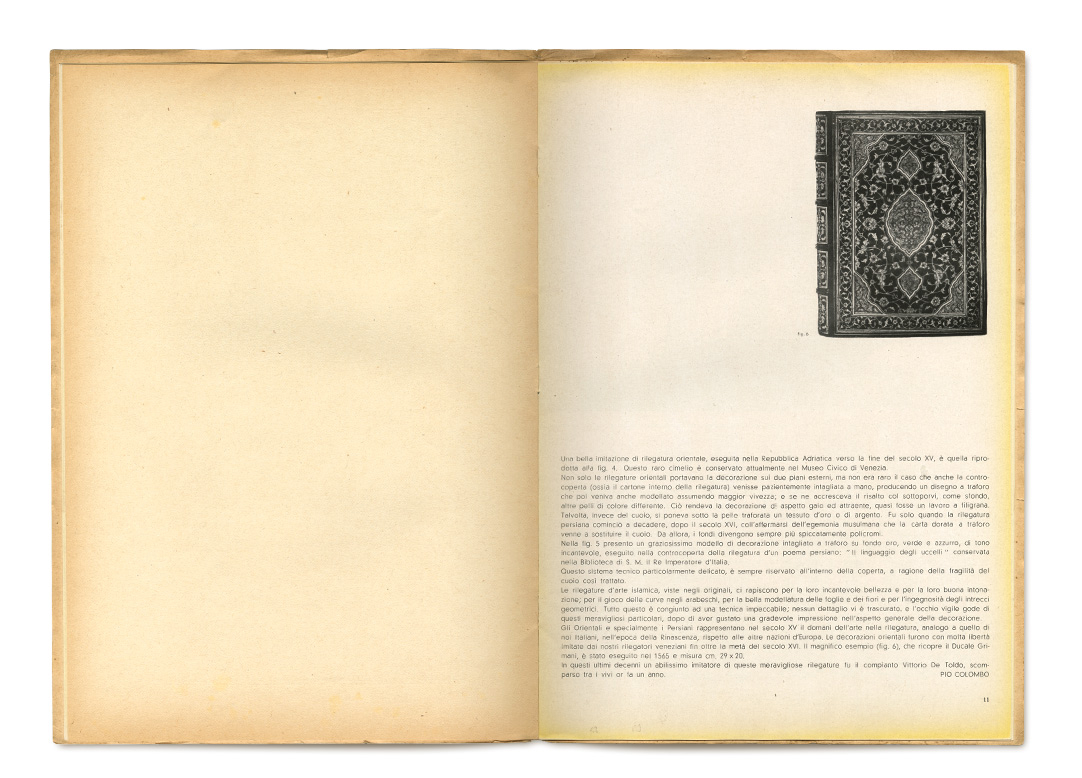 fig. 6.
Una bella imitazione di rilegatura orientale, eseguita nella Repubblica Adriatica verso la fine del secolo XV, è quella ripro-
dotta alla fig. 4. Questo raro cimelio è conservato attualmente nel Museo Civico di Venezia.
Non solo le rilegature orientali portavano la decorazione sui due piani esterni, ma non era raro il caso che anche la contro-
coperta (ossia il cartone interno della rilegatura) venisse pazientemente intagliata a mano, producendo un disegno a traforo
che poi veniva anche modellato assumendo maggior vivezza; e se ne accresceva il risalto col sottoporvi, come sfondo,
altre pelli di colore differente. Ciò rendeva la decorazione di aspetto gaio ed attraente, quasi fosse un lavoro a filigrana.
Talvolta, invece del cuoio, si poneva sotto la pelle traforata un tessuto d'oro o di argento. Fu solo quando la rilegatura
persiana cominciò a decadere, dopo il secolo XVI, coll'affermarsi dell'egemonia musulmana che la carta dorata a traforo
venne a sostituire il cuoio. Da allora, i fondi divengono sempre più spiccatamente policromi.
Nella fig. 5 presento un graziosissimo modello di decorazione intagliato a traforo su fondo oro, verde e azzurro, di tono
incantevole, eseguito nella controcoperta della rilegatura d'un poema persiano: "Il linguaggio degli uccelli" conservata
nella Biblioteca di S. M. il Re Imperatore d'Italia.
Questo sistema tecnico particolarmente delicato, è sempre riservato all'interno della coperta, a ragione della fragilità del
cuoio così trattato.
Le rilegature d'arte islamica, viste negli originali, ci rapiscono per la loro incantevole bellezza e per la loro buona intona-
zione, per il gioco delle curve negli arabeschi, per la bella modellatura delle foglie e dei fiori e per l'ingegnosità degli intrecci
geometrici. Tutto questo è congiunto ad una tecnica impeccabile; nessun dettaglio vi è trascurato, e l'occhio vigile gode di
questi meravigliosi particolari, dopo di aver gustato una gradevole impressione nell'aspetto generale della decorazione.
Gli Orientali e specialmente i Persiani rappresentano nel secolo XV il domani dell'arte nella rilegatura, analogo a quello di
noi Italiani, nell'epoca della Rinascenza, rispetto alle altre nazioni d'Europa. Le decorazioni orientali furono con molta libertà
imitate dai nostri rilegatori veneziani fin oltre la metà del secolo XVI. Il magnifico esempio (fig. 6), che ricopre il Ducale Gri-
mani, è stato eseguito nel 1565 e misura cm. 29 x 20.
In questi ultimi decenni un abilissimo imitatore di queste meravigliose rilegature fu il compianto Vittorio De Toldo, scom-
parso tra i vivi or fa un anno. PIO COLOMBO
11